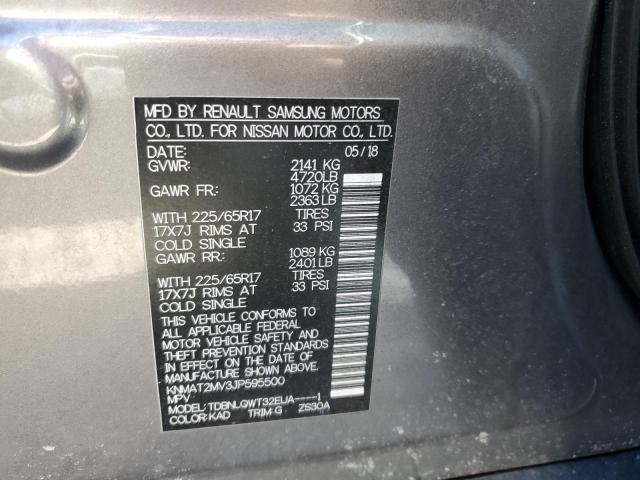 MFD BY RENAULT SAMSUNG MOTORS
CO., LTD. FOR NISSAN MOTOR CO., LTD.
DATE: 05/18
GVWR: 2141 KG
4720LB
GAWR FR: 1072 KG
2363LB
WITH 225/65R17 TIRES
17X7J RIMS AT 33 PSI
COLD SINGLE
GAWR RR: 1089 KG
2401LB
WITH 225/65R17 TIRES
17X7J RIMS AT 33 PSI
COLD SINGLE
THIS VEHICLE CONFORMS TO
ALL APPLICABLE FEDERAL
MOTOR VEHICLE SAFETY AND
THEFT PREVENTION STANDARDS
IN EFFECT ON THE DATE OF
MANUFACTURE SHOWN ABOVE.
KNMAT2MV3JP595500
MPV
MODEL: TDBNLQWT32EUA----1
COLOR: KAD TRIM: G ZS30A